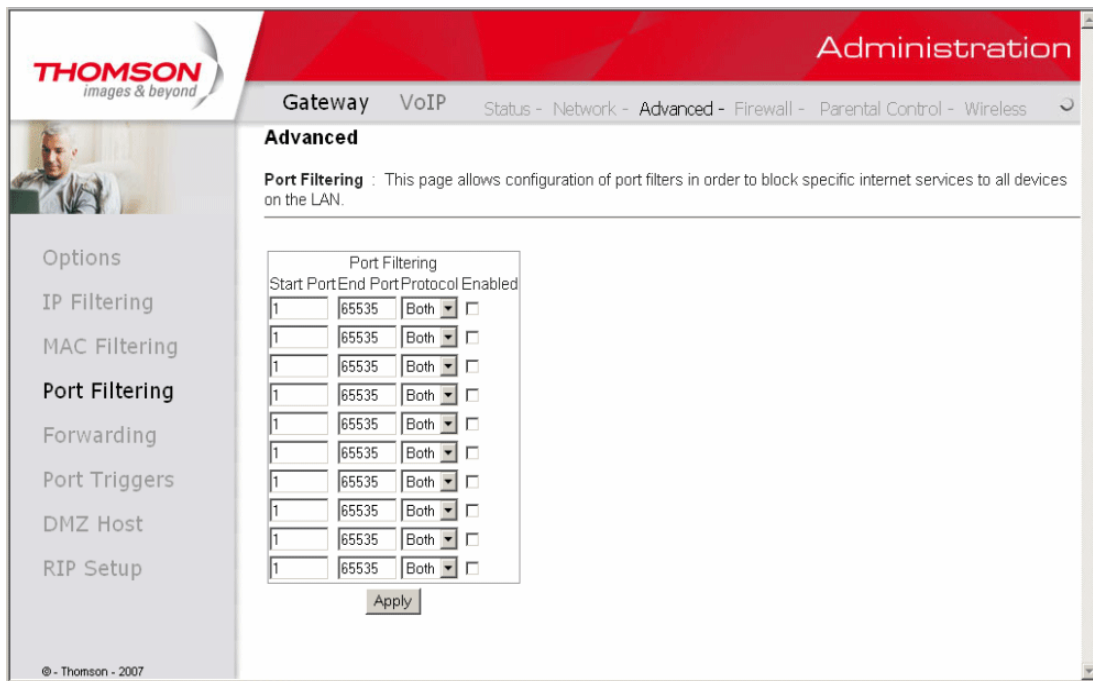 THOMSON
images & beyond
Administration
Gateway VoIP Status - Network - Advanced - Firewall - Parental Control - Wireless
Advanced
Port Filtering : This page allows configuration of port filters in order to block specific internet services to all devices
on the LAN.
Options
IP Filtering
MAC Filtering
Port Filtering
Forwarding
Port Triggers
DMZ Host
RIP Setup
Port Filtering
Start Port End Port Protocol Enabled
1 65535 Both
1 65535 Both
1 65535 Both
1 65535 Both
1 65535 Both
1 65535 Both
1 65535 Both
1 65535 Both
1 65535 Both
1 65535 Both
Apply
© - Thomson - 2007